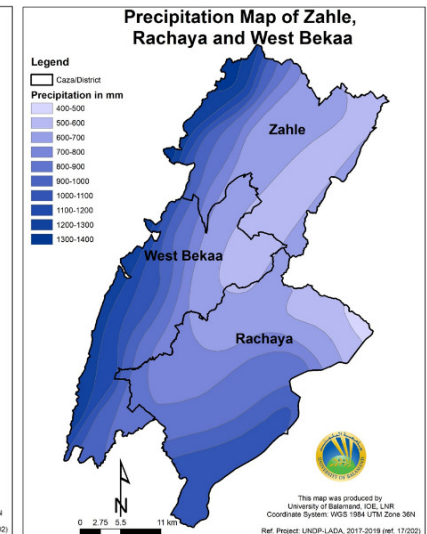 Precipitation Map of Zahle,
Rachaya and West Bekaa
Legend
Caza/District
Precipitation in mm
400-500
500-600
600-700
700-800
800-900
900-1000
1000-1100
1100-1200
1200-1300
1300-1400
Zahle
West Bekaa
Rachaya
N
0 2.75 5.5 11 km
UNIVERSITY OF BALAMAND
This map was produced by
University of Balamand, IOE, LNR
Coordinate System: WGS 1984 UTM Zone 36N
Ref. Project: UNDP-LADA, 2017-2019 (ref. 17/202)